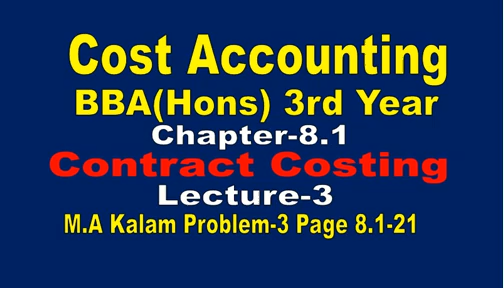 Cost Accounting
BBA(Hons) 3rd Year
Chapter-8.1
Contract Costing
Lecture-3
M.A Kalam Problem-3 Page 8.1-21